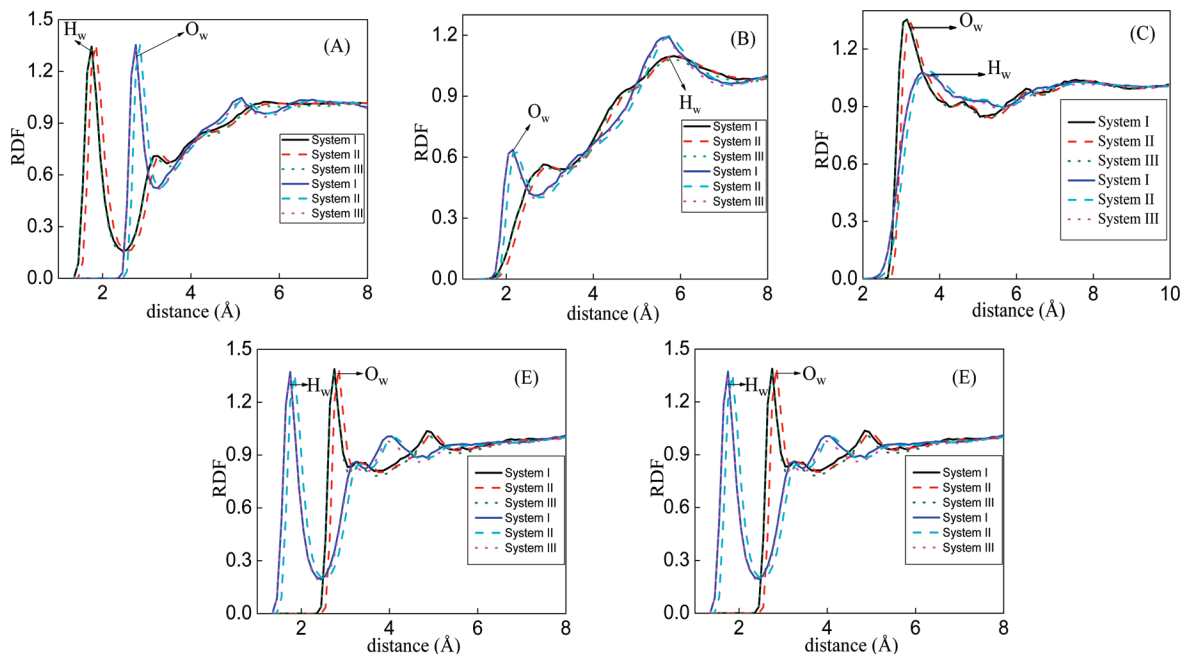 (A)
H_w
O_w
RDF
1.5
1.2
0.9
0.6
0.3
0.0
2 4 6 8
distance (Å)
System I
System II
System III
System I
System II
System III
(B)
O_w
H_w
RDF
1.2
0.9
0.6
0.3
0.0
2 4 6 8
distance (Å)
System I
System II
System III
System I
System II
System III
(C)
O_w
H_w
RDF
1.2
0.9
0.6
0.3
0.0
2 4 6 8 10
distance (Å)
System I
System II
System III
System I
System II
System III
(E)
H_w
O_w
RDF
1.5
1.2
0.9
0.6
0.3
0.0
2 3 4 5 6 7 8
distance (Å)
System I
System II
System III
System I
System II
System III
(E)
H_w
O_w
RDF
1.5
1.2
0.9
0.6
0.3
0.0
2 4 6 8
distance (Å)
System I
System II
System III
System I
System II
System III